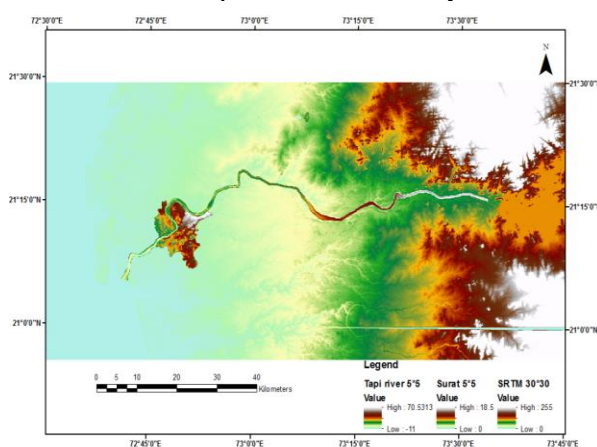 72°30'0"E 72°45'0"E 73°0'0"E 73°15'0"E 73°30'0"E 73°45'0"E
N
21°30'0"N 21°30'0"N
21°15'0"N 21°15'0"N
21°0'0"N 21°0'0"N
0 5 10 20 30 40
Kilometers
Legend
Tapi river 5*5 Surat 5*5 SRTM 30*30
Value Value Value
High : 70.5313 High : 18.5 High : 255
Low : -11 Low : 0 Low : 0
72°45'0"E 73°0'0"E 73°15'0"E 73°30'0"E 73°45'0"E